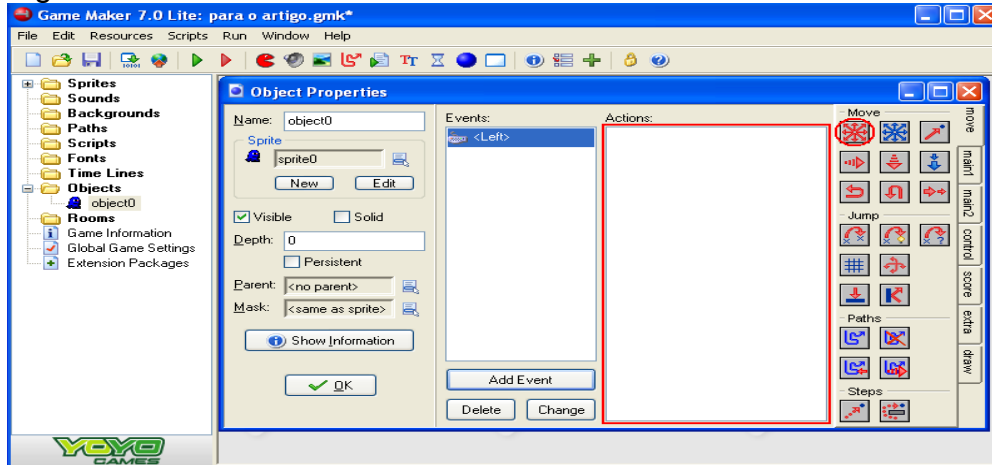 Game Maker 7.0 Lite: para o artigo.gmk*
File Edit Resources Scripts Run Window Help
Sprites
Sounds
Backgrounds
Paths
Scripts
Fonts
Time Lines
Objects
object0
Rooms
Game Information
Global Game Settings
Extension Packages
YOYO
GAMES
Object Properties
Name: object0
Sprite
sprite0
New Edit
Visible Solid
Depth: 0
Persistent
Parent: <no parent>
Mask: <same as sprite>
Show Information
OK
Events:
<Left>
Add Event
Delete Change
Actions:
Move
Jump
Paths
Steps
move
main1
main2
control
score
extra
draw